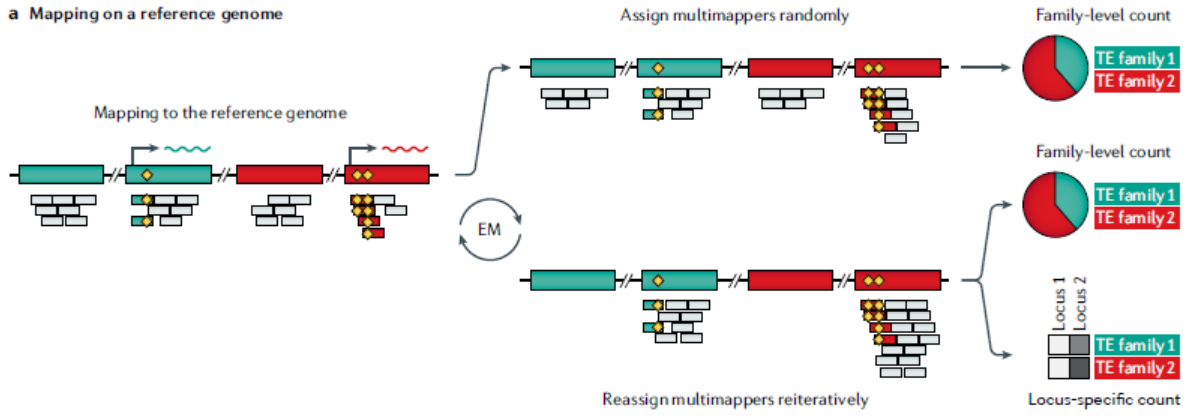 a Mapping on a reference genome
Assign multimappers randomly
Family-level count
TE family 1
TE family 2
Mapping to the reference genome
Family-level count
TE family 1
TE family 2
EM
Locus 1
Locus 2
TE family 1
TE family 2
Reassign multimappers reiteratively
Locus-specific count